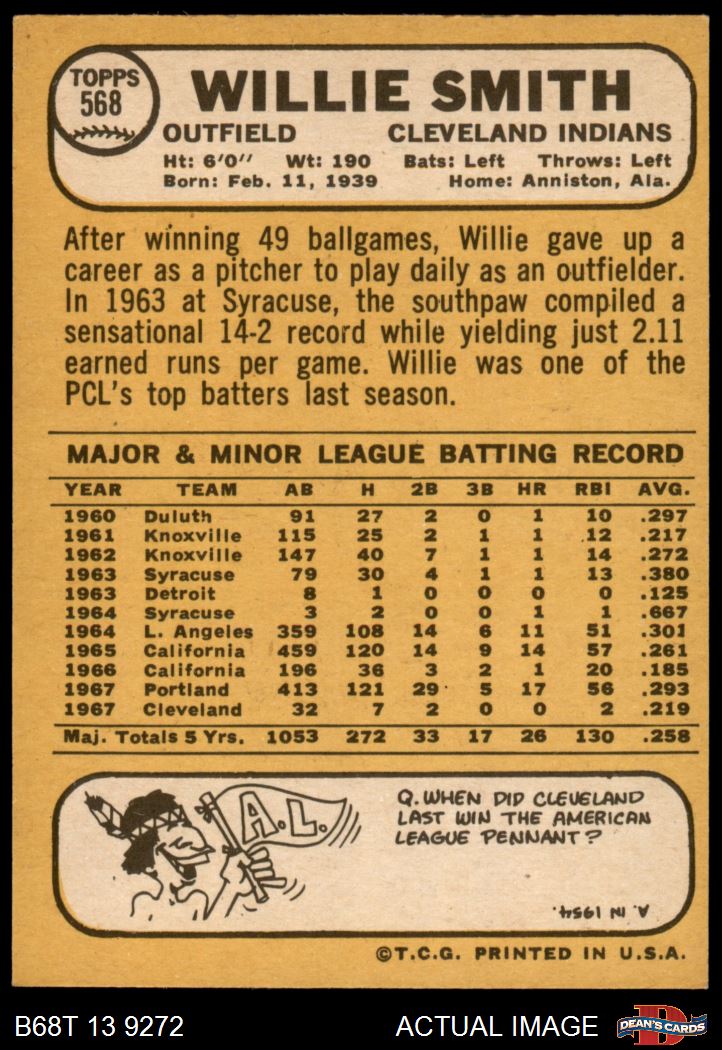 TOPPS
568
WILLIE SMITH
OUTFIELD CLEVELAND INDIANS
Ht: 6'0'' Wt: 190 Bats: Left Throws: Left
Born: Feb. 11, 1939 Home: Anniston, Ala.
After winning 49 ballgames, Willie gave up a
career as a pitcher to play daily as an outfielder.
In 1963 at Syracuse, the southpaw compiled a
sensational 14-2 record while yielding just 2.11
earned runs per game. Willie was one of the
PCL's top batters last season.
MAJOR & MINOR LEAGUE BATTING RECORD
YEAR TEAM AB H 2B 3B HR RBI AVG.
1960 Duluth 91 27 2 0 1 10 .297
1961 Knoxville 115 25 2 1 1 12 .217
1962 Knoxville 147 40 7 1 1 14 .272
1963 Syracuse 79 30 4 1 1 13 .380
1963 Detroit 8 1 0 0 0 0 .125
1964 Syracuse 3 2 0 0 1 1 .667
1964 L. Angeles 359 108 14 6 11 51 .301
1965 California 459 120 14 9 14 57 .261
1966 California 196 36 3 2 1 20 .185
1967 Portland 413 121 29 5 17 56 .293
1967 Cleveland 32 7 2 0 0 2 .219
Maj. Totals 5 Yrs. 1053 272 33 17 26 130 .258
A.L.
Q. WHEN DID CLEVELAND
LAST WIN THE AMERICAN
LEAGUE PENNANT?
A. IN 1954.
©T.C.G. PRINTED IN U.S.A.
B68T 13 9272 ACTUAL IMAGE
D
DEAN'S CARDS